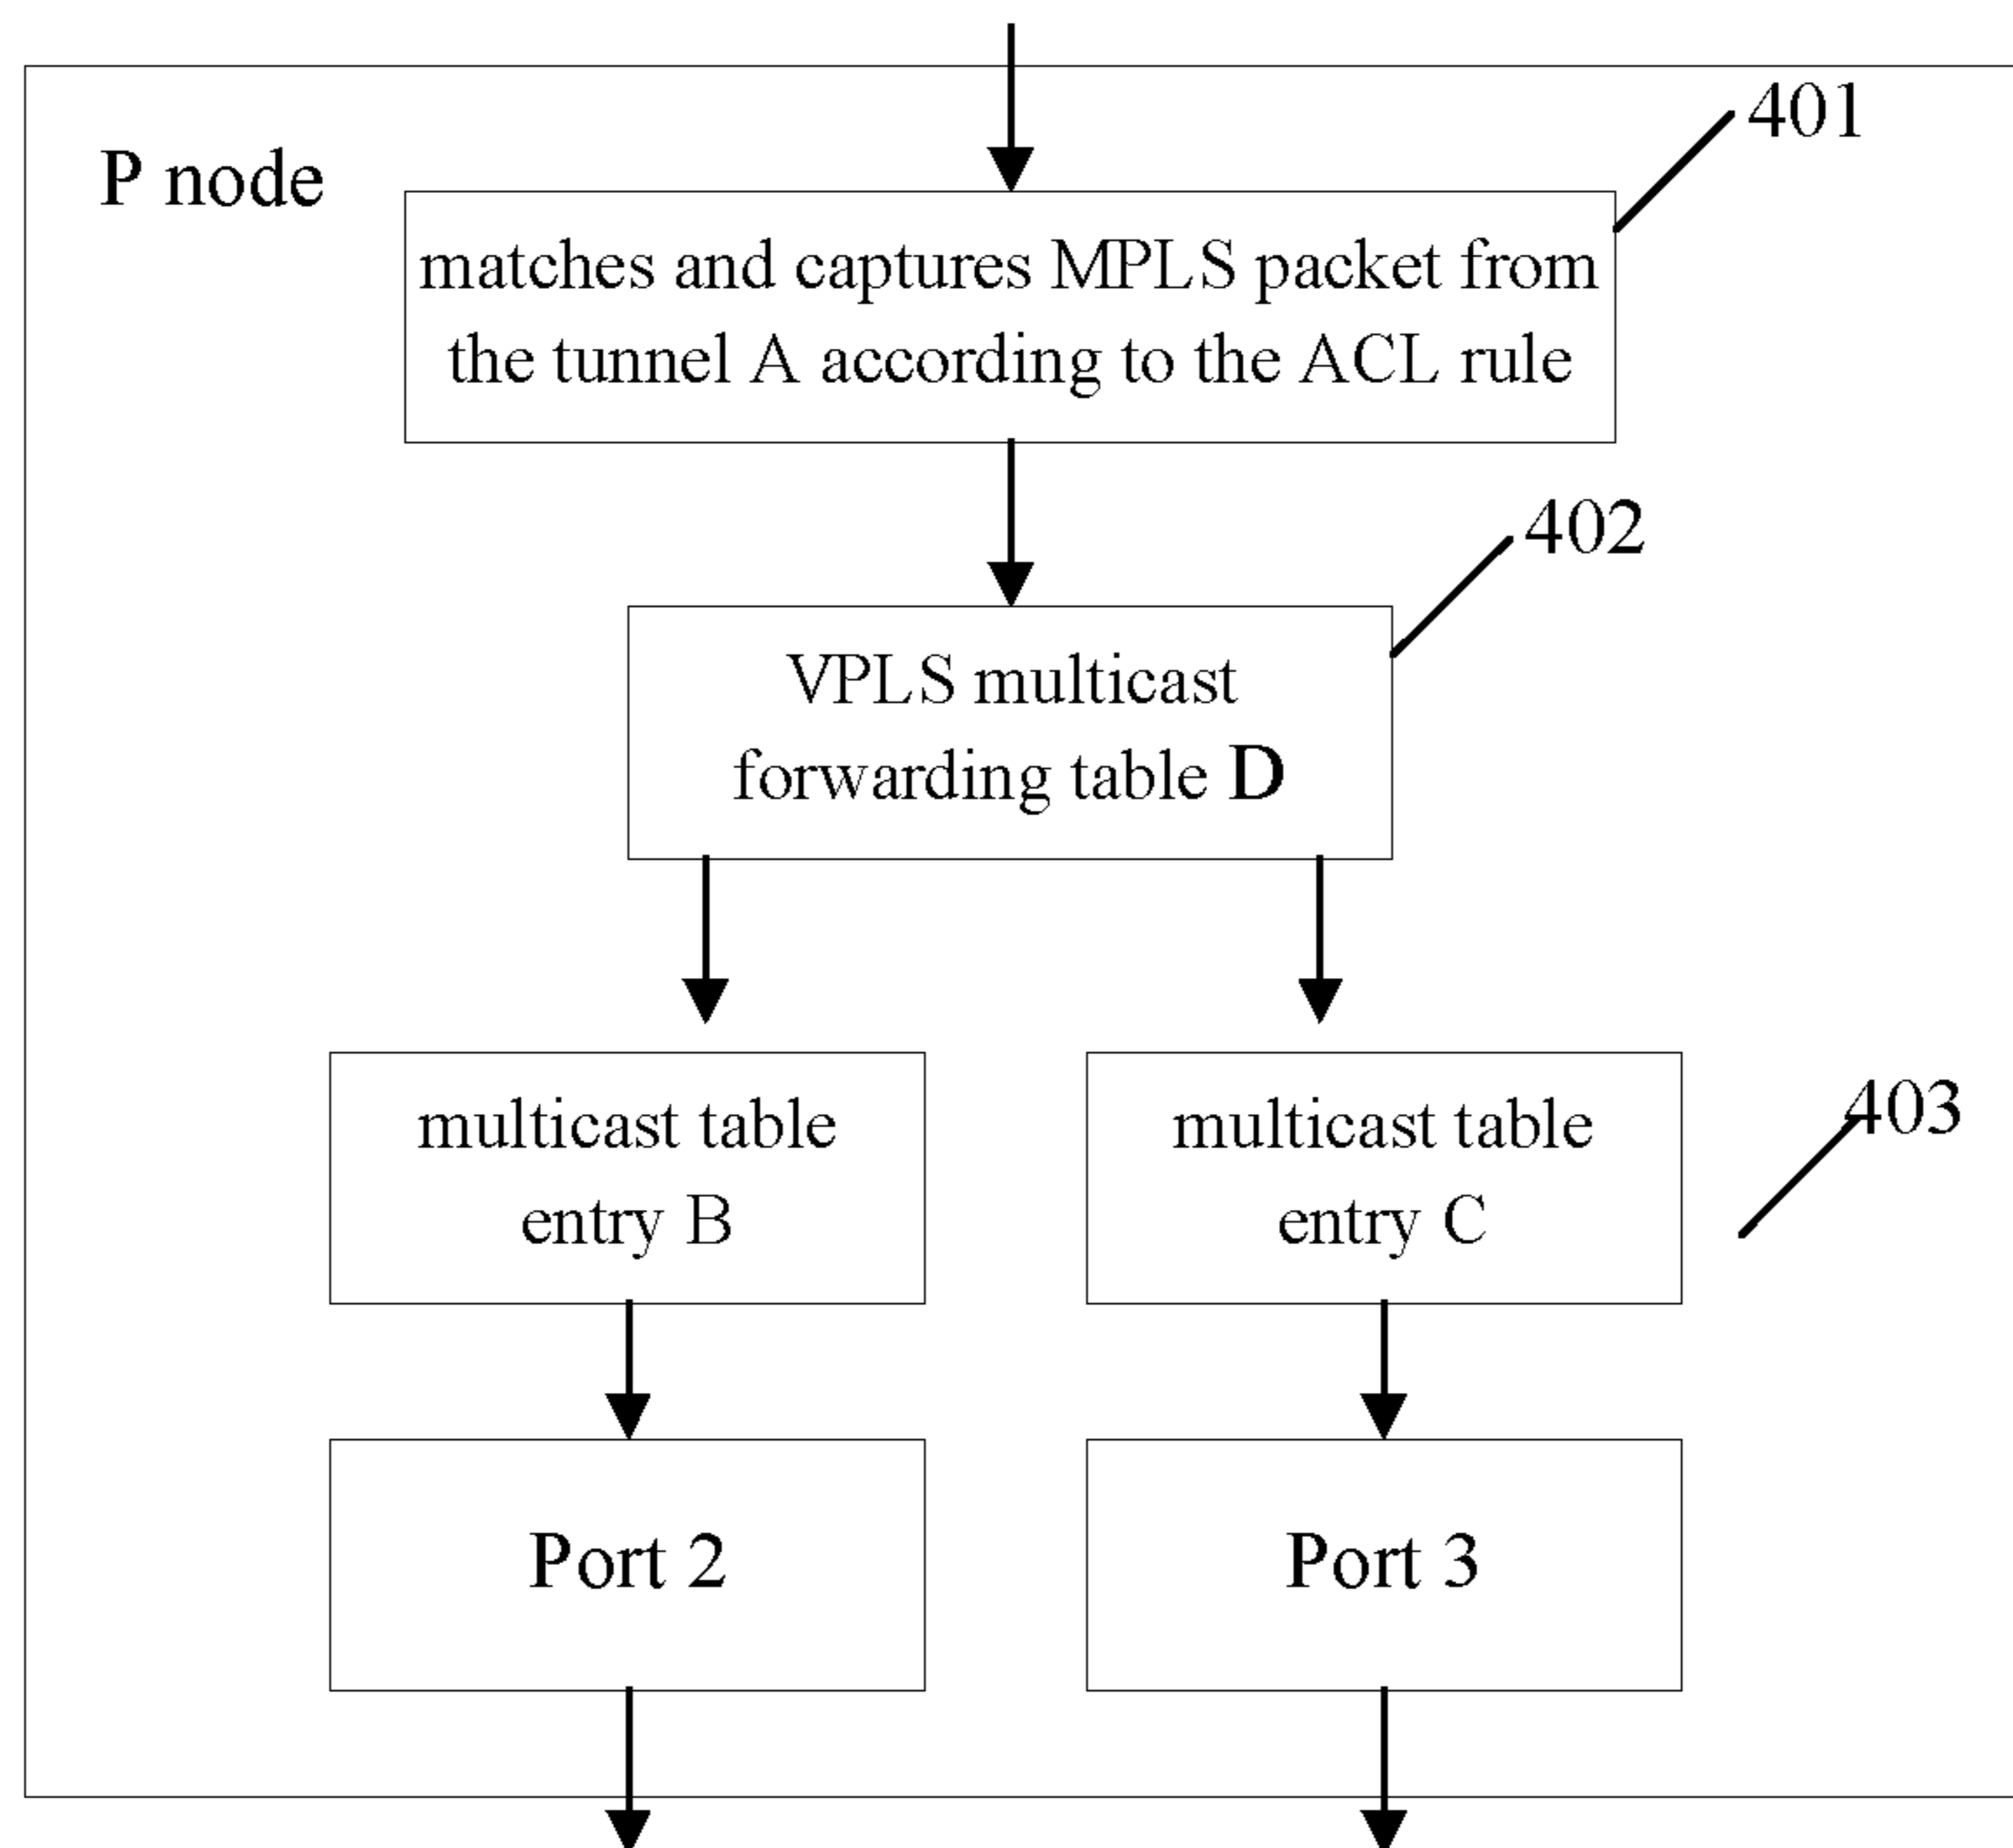 401
P node
matches and captures MPLS packet from
the tunnel A according to the ACL rule
402
VPLS multicast
forwarding table D
403
multicast table
entry B
multicast table
entry C
Port 2
Port 3